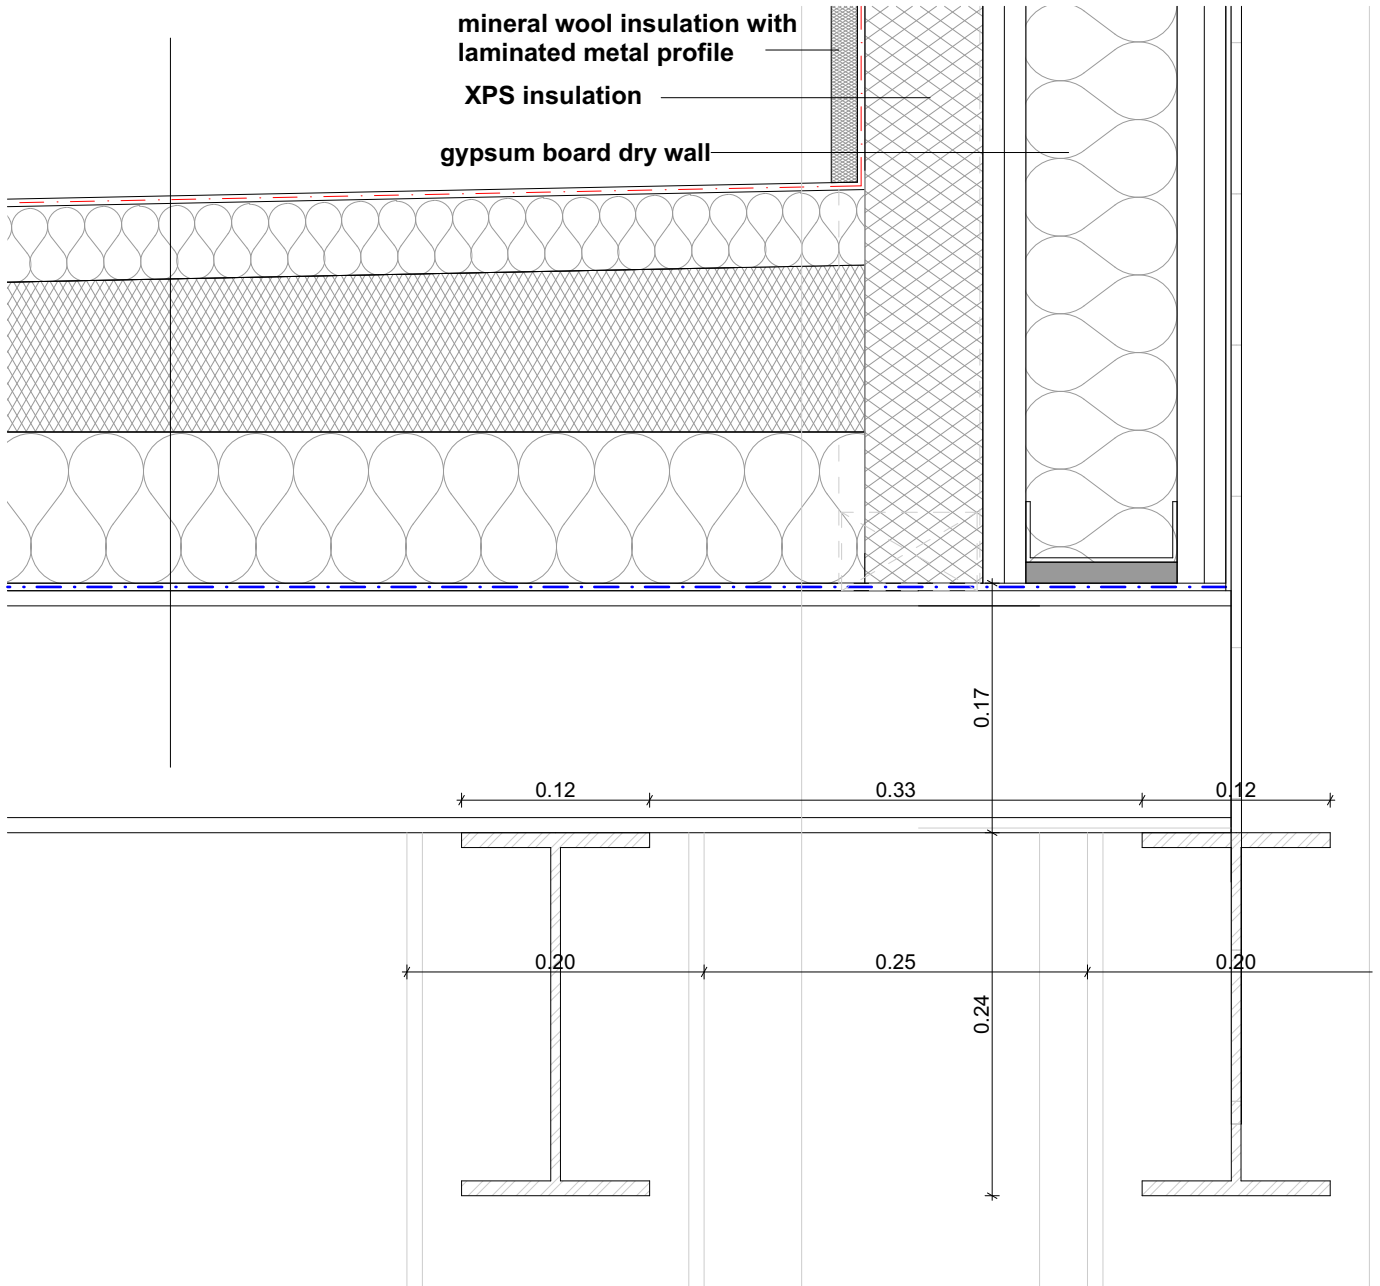 mineral wool insulation with
laminated metal profile
XPS insulation
gypsum board dry wall
0.17
0.12
0.33
0.12
0.20
0.25
0.20
0.24